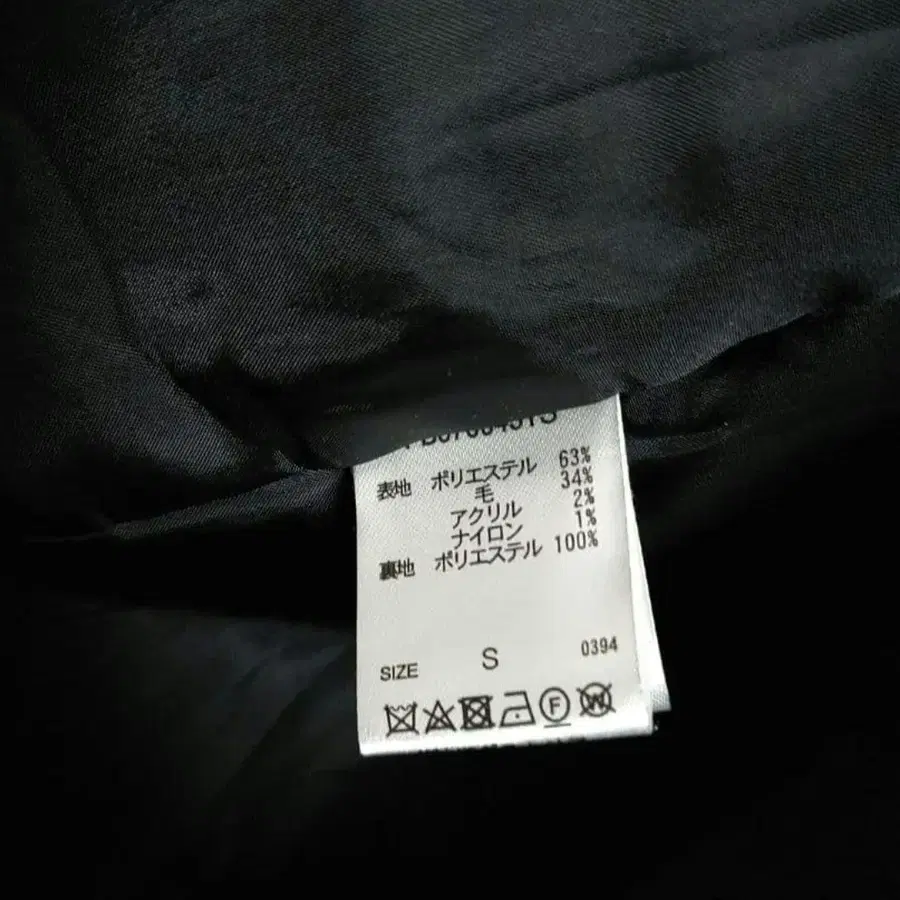 表地 ポリエステル 63%
毛 34%
アクリル 2%
ナイロン 1%
裏地 ポリエステル 100%
SIZE S 0394
F
W